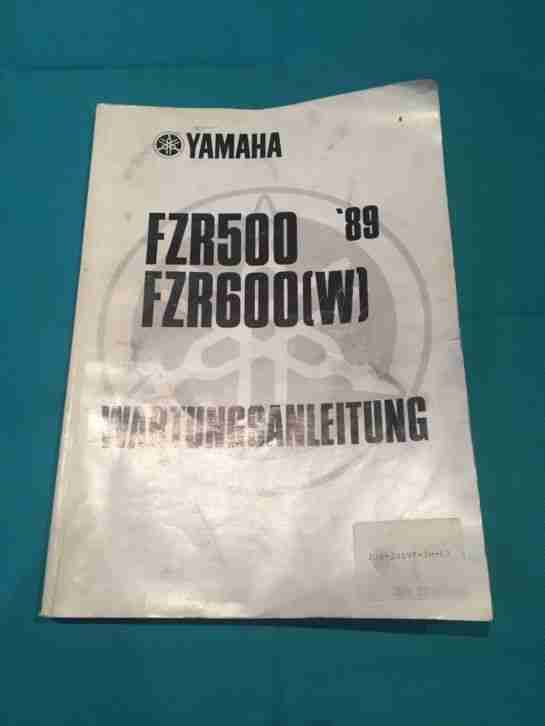 YAMAHA
FZR500 '89
FZR600(W)
WARTUNGSANLEITUNG